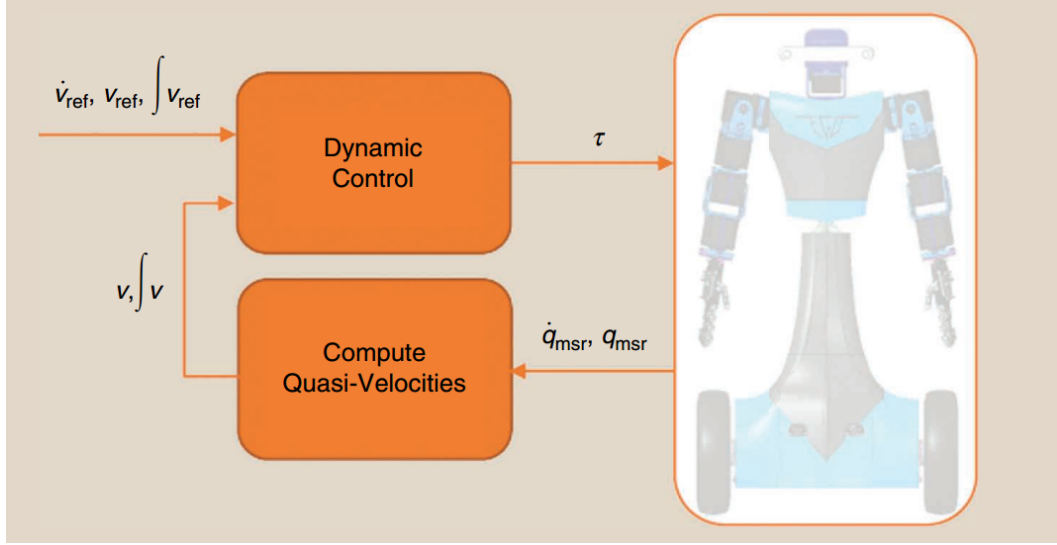 v̇ref, vref, ∫ vref
Dynamic
Control
τ
v, ∫ v
Compute
Quasi-Velocities
q̇msr, qmsr